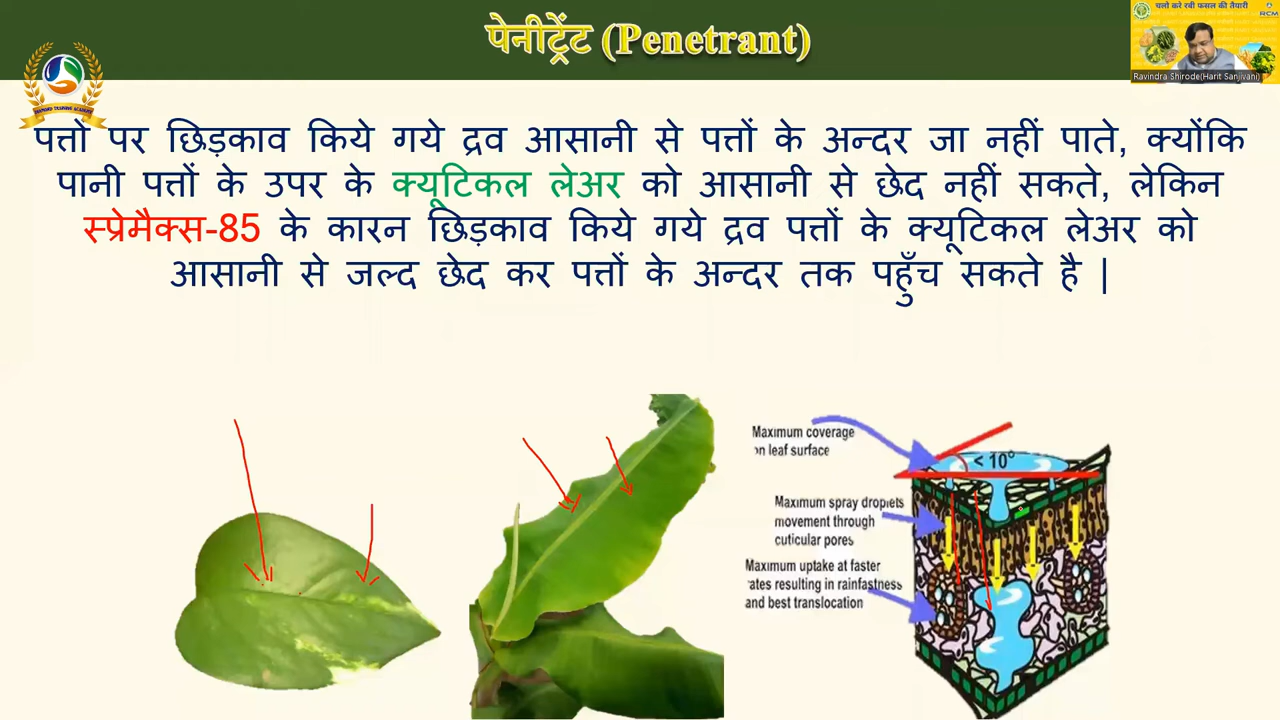 पेनीट्रेंट (Penetrant)
चलो करे रबी फसल की तैयारी
RCM
Ravindra Shirode(Harit Sanjivani)
पत्तों पर छिड़काव किये गये द्रव आसानी से पत्तों के अन्दर जा नहीं पाते, क्योंकि
पानी पत्तों के उपर के क्यूटिकल लेअर को आसानी से छेद नहीं सकते, लेकिन
स्प्रेमैक्स-85 के कारन छिड़काव किये गये द्रव पत्तों के क्यूटिकल लेअर को
आसानी से जल्द छेद कर पत्तों के अन्दर तक पहुँच सकते है |
Maximum coverage
on leaf surface
< 10°
Maximum spray droplets
movement through
cuticular pores
Maximum uptake at faster
rates resulting in rainfastness
and best translocation